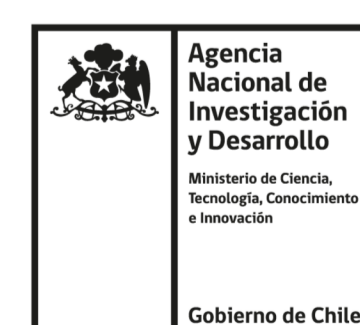 Agencia
Nacional de
Investigación
y Desarrollo
Ministerio de Ciencia,
Tecnología, Conocimiento
e Innovación
Gobierno de Chile